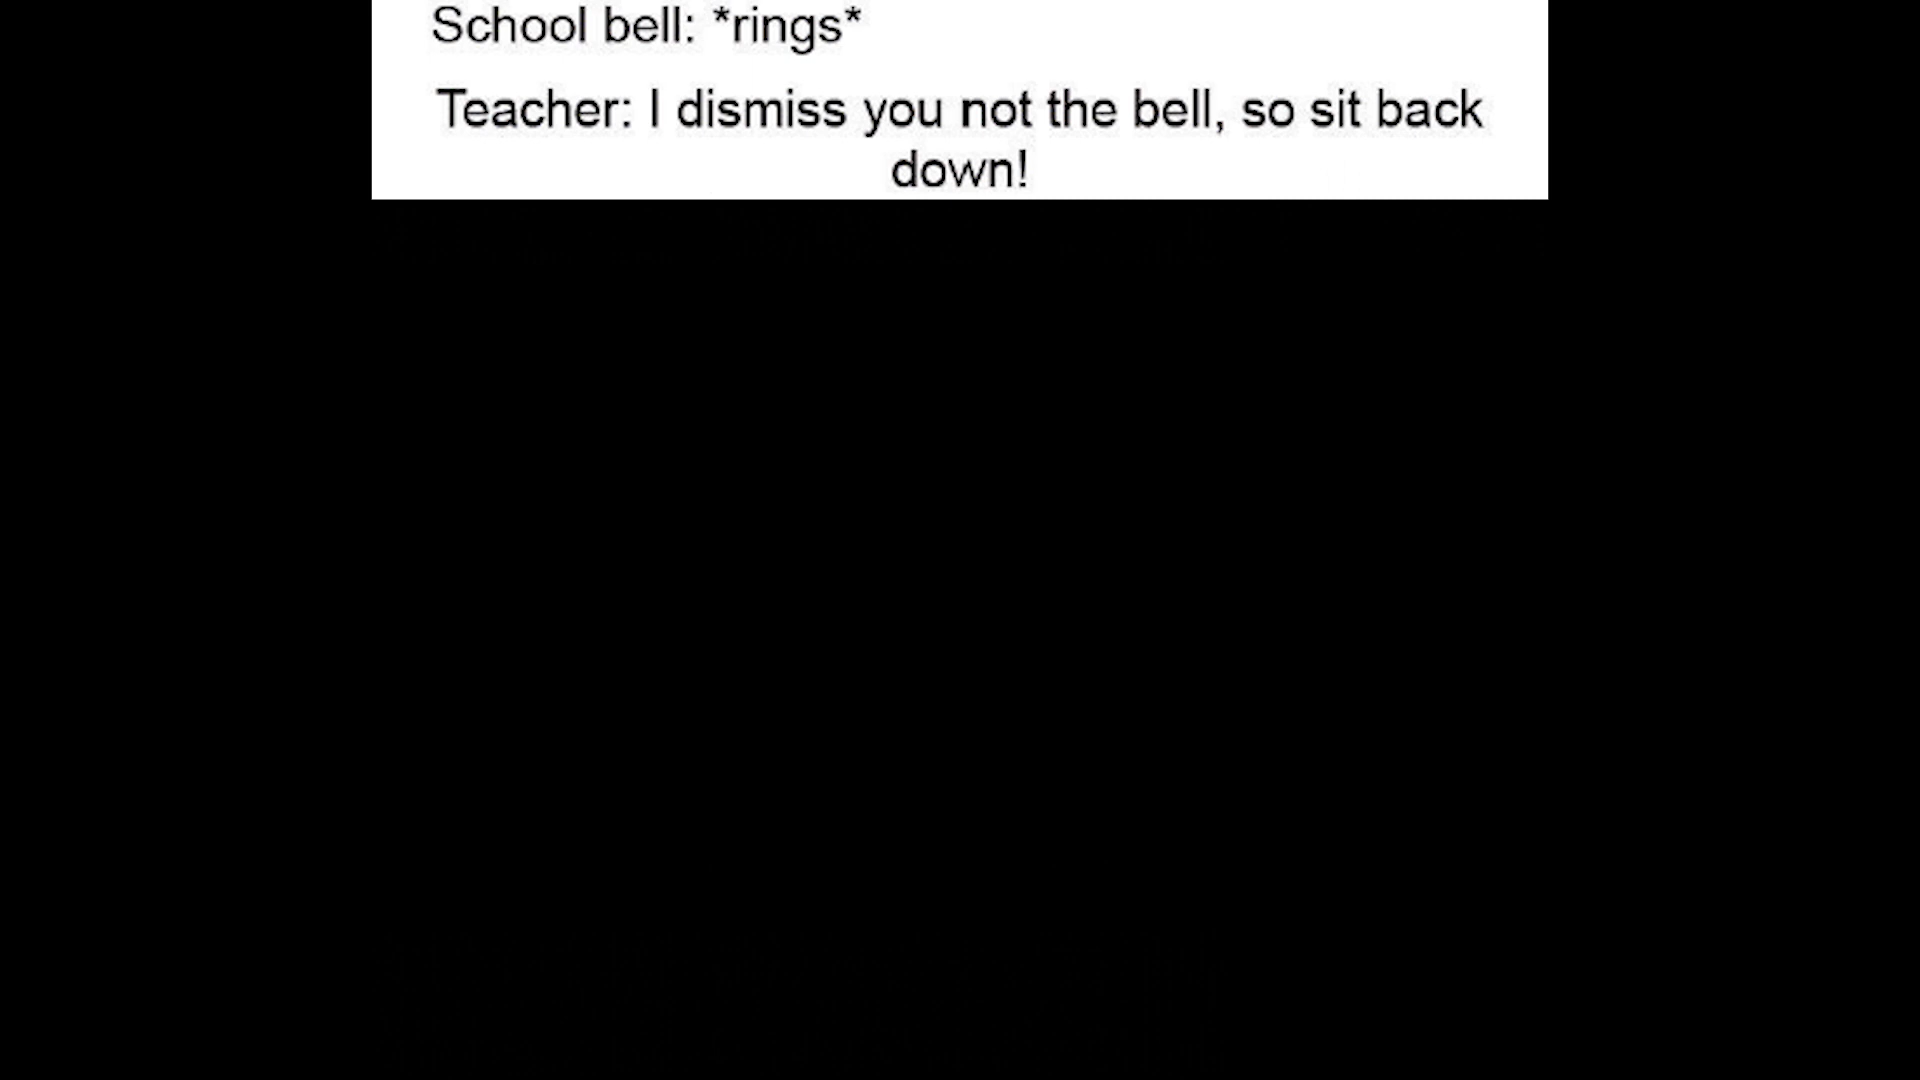 School bell: *rings*
Teacher: I dismiss you not the bell, so sit back
down!